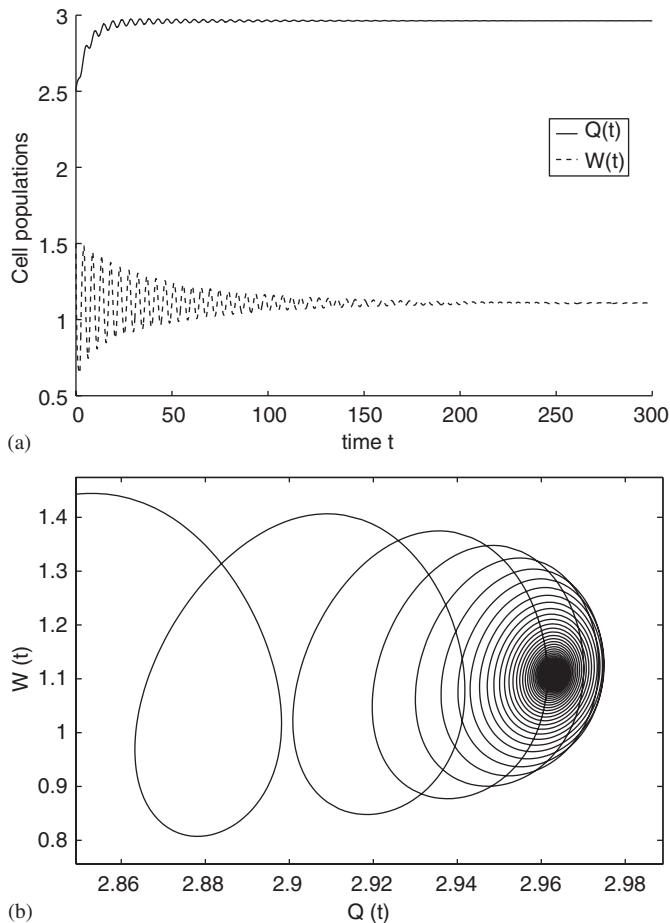 3
2.5
2
1.5
1
0.5
Cell populations
Q(t)
W(t)
0 50 100 150 200 250 300
time t
(a)
1.4
1.3
1.2
1.1
1
0.9
0.8
W (t)
2.86 2.88 2.9 2.92 2.94 2.96 2.98
Q (t)
(b)